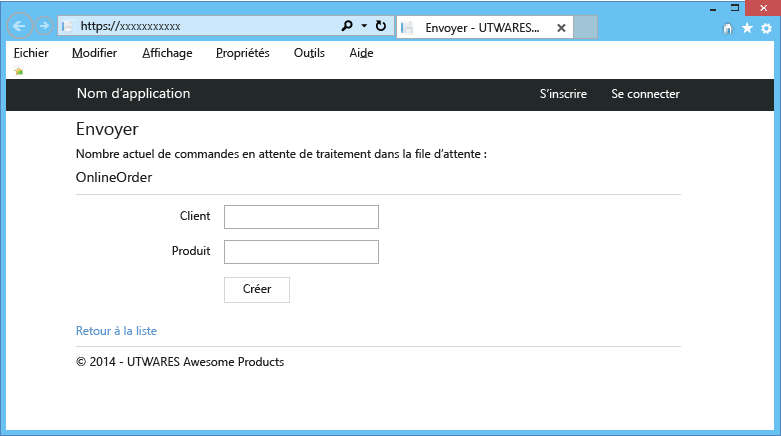 https://xxxxxxxxxxx
Envoyer - UTWARES...
Fichier Modifier Affichage Propriétés Outils Aide
Nom d'application S'inscrire Se connecter
Envoyer
Nombre actuel de commandes en attente de traitement dans la file d'attente :
OnlineOrder
Client
Produit
Créer
Retour à la liste
© 2014 - UTWARES Awesome Products